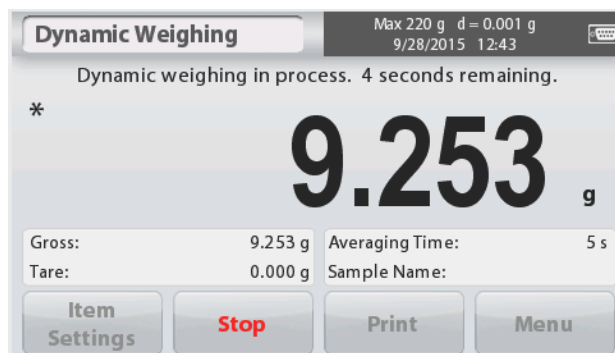 Dynamic Weighing
Max 220 g d = 0.001 g
9/28/2015 12:43
Dynamic weighing in process. 4 seconds remaining.
*
9.253 g
Gross: 9.253 g
Tare: 0.000 g
Averaging Time: 5 s
Sample Name:
Item
Settings
Stop
Print
Menu